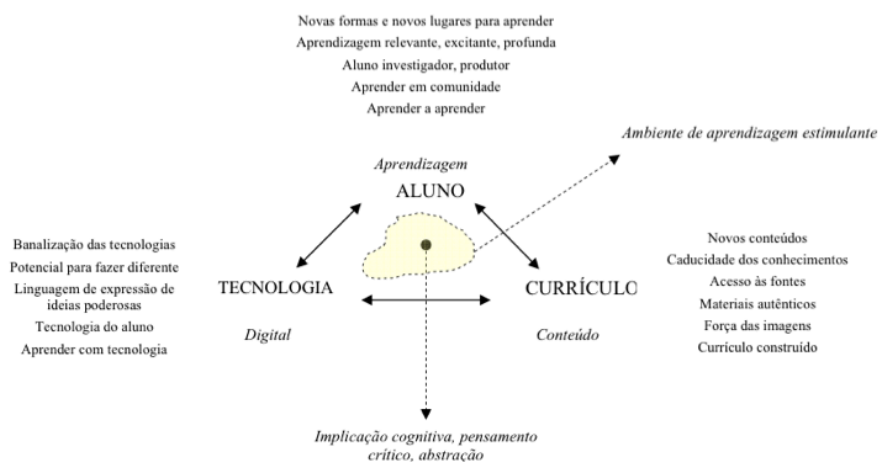 Novas formas e novos lugares para aprender
Aprendizagem relevante, excitante, profunda
Aluno investigador, produtor
Aprender em comunidade
Aprender a aprender
Ambiente de aprendizagem estimulante
Aprendizagem
ALUNO
Banalização das tecnologias
Potencial para fazer diferente
Linguagem de expressão de
ideias poderosas
Tecnologia do aluno
Aprender com tecnologia
TECNOLOGIA
Digital
CURRÍCULO
Conteúdo
Novos conteúdos
Caducidade dos conhecimentos
Acesso às fontes
Materiais autênticos
Força das imagens
Currículo construído
Implicação cognitiva, pensamento
crítico, abstração